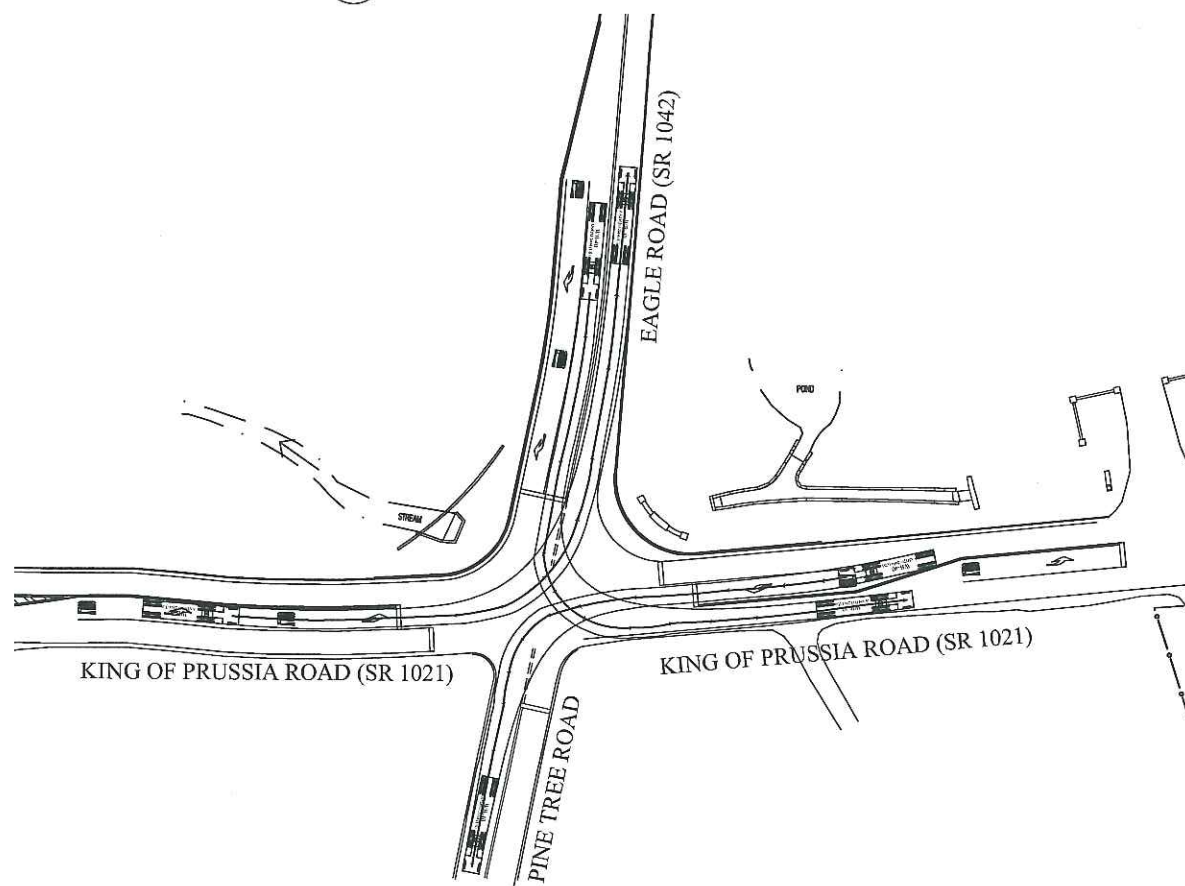 EAGLE ROAD (SR 1042)
POND
STREAM
KING OF PRUSSIA ROAD (SR 1021)
KING OF PRUSSIA ROAD (SR 1021)
PINE TREE ROAD